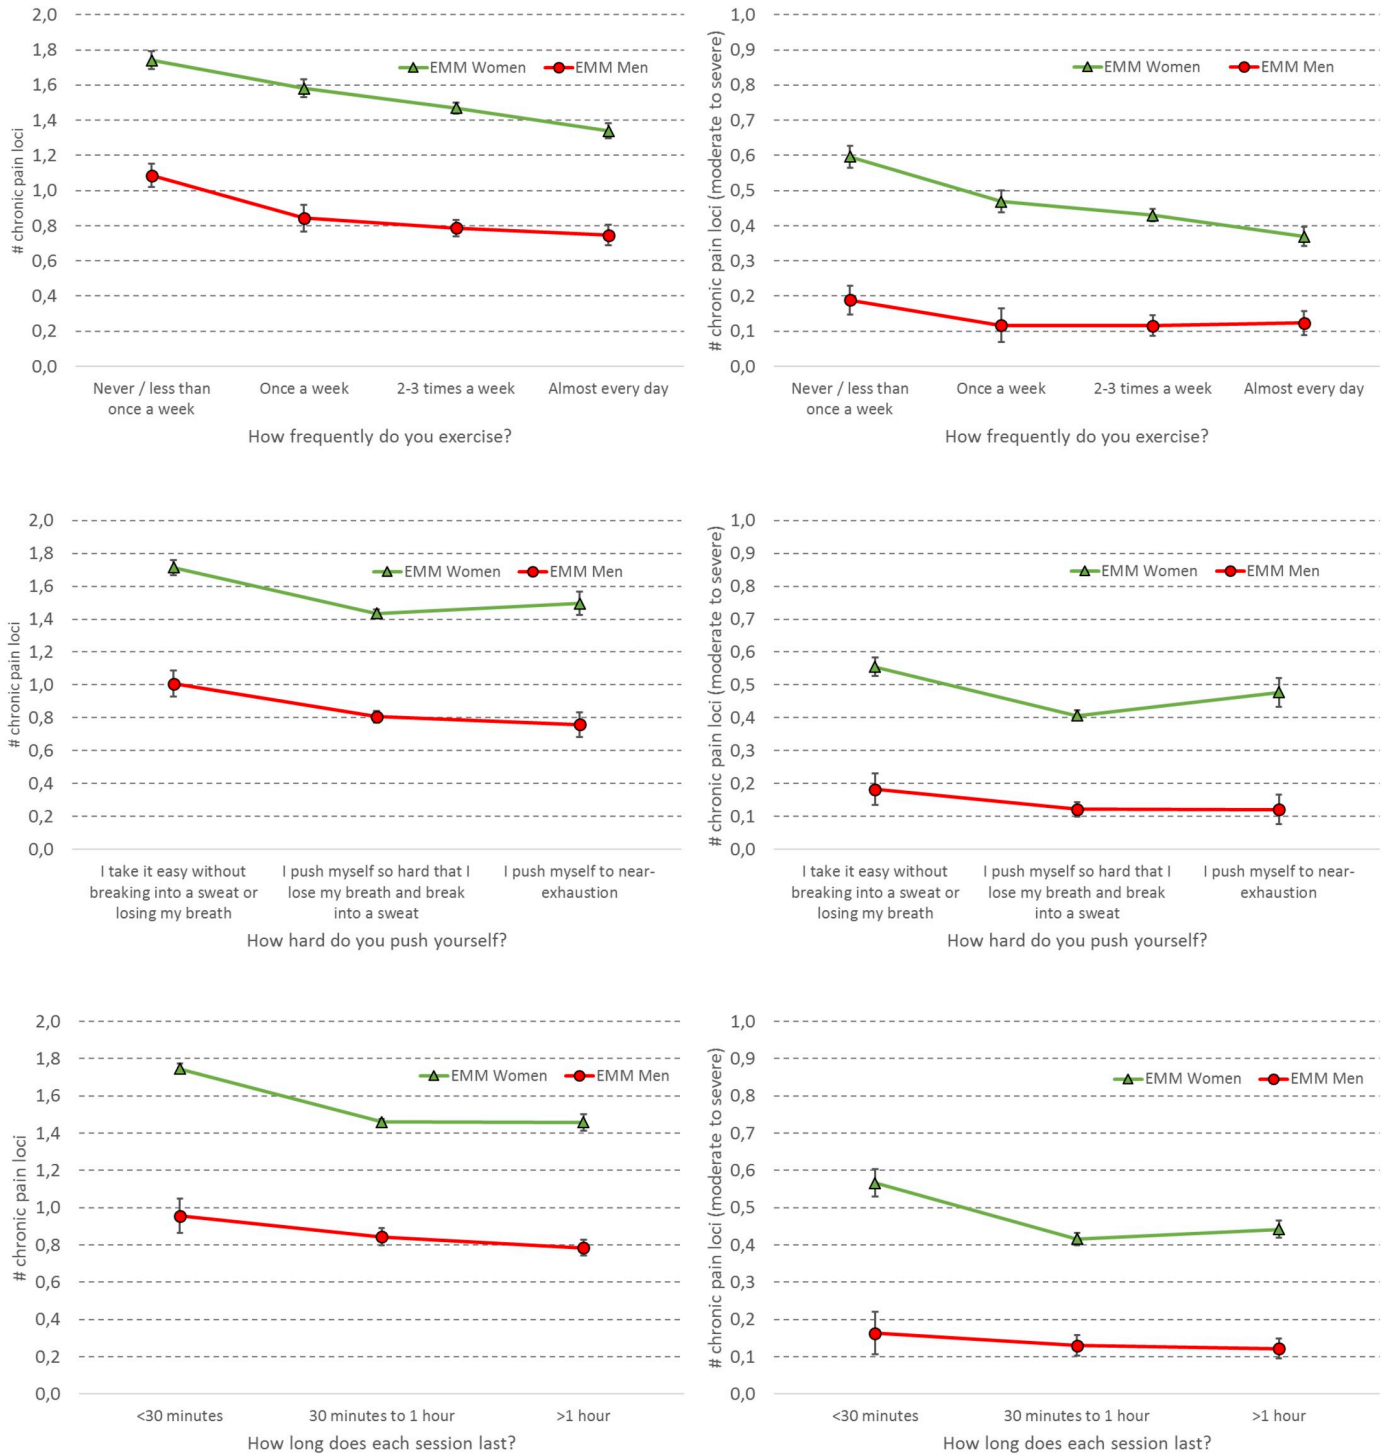 2,0
1,8
1,6
1,4
1,2
1,0
0,8
0,6
0,4
0,2
0,0
# chronic pain loci
EMM Women EMM Men
Never / less than
once a week
Once a week
2-3 times a week
Almost every day
How frequently do you exercise?
1,0
0,9
0,8
0,7
0,6
0,5
0,4
0,3
0,2
0,1
0,0
# chronic pain loci (moderate to severe)
EMM Women EMM Men
Never / less than
once a week
Once a week
2-3 times a week
Almost every day
How frequently do you exercise?
2,0
1,8
1,6
1,4
1,2
1,0
0,8
0,6
0,4
0,2
0,0
# chronic pain loci
EMM Women EMM Men
I take it easy without
breaking into a sweat or
losing my breath
I push myself so hard that I
lose my breath and break
into a sweat
I push myself to near-
exhaustion
How hard do you push yourself?
1,0
0,9
0,8
0,7
0,6
0,5
0,4
0,3
0,2
0,1
0,0
# chronic pain loci (moderate to severe)
EMM Women EMM Men
I take it easy without
breaking into a sweat or
losing my breath
I push myself so hard that I
lose my breath and break
into a sweat
I push myself to near-
exhaustion
How hard do you push yourself?
2,0
1,8
1,6
1,4
1,2
1,0
0,8
0,6
0,4
0,2
0,0
# chronic pain loci
EMM Women EMM Men
<30 minutes
30 minutes to 1 hour
>1 hour
How long does each session last?
1,0
0,9
0,8
0,7
0,6
0,5
0,4
0,3
0,2
0,1
0,0
# chronic pain loci (moderate to severe)
EMM Women EMM Men
<30 minutes
30 minutes to 1 hour
>1 hour
How long does each session last?